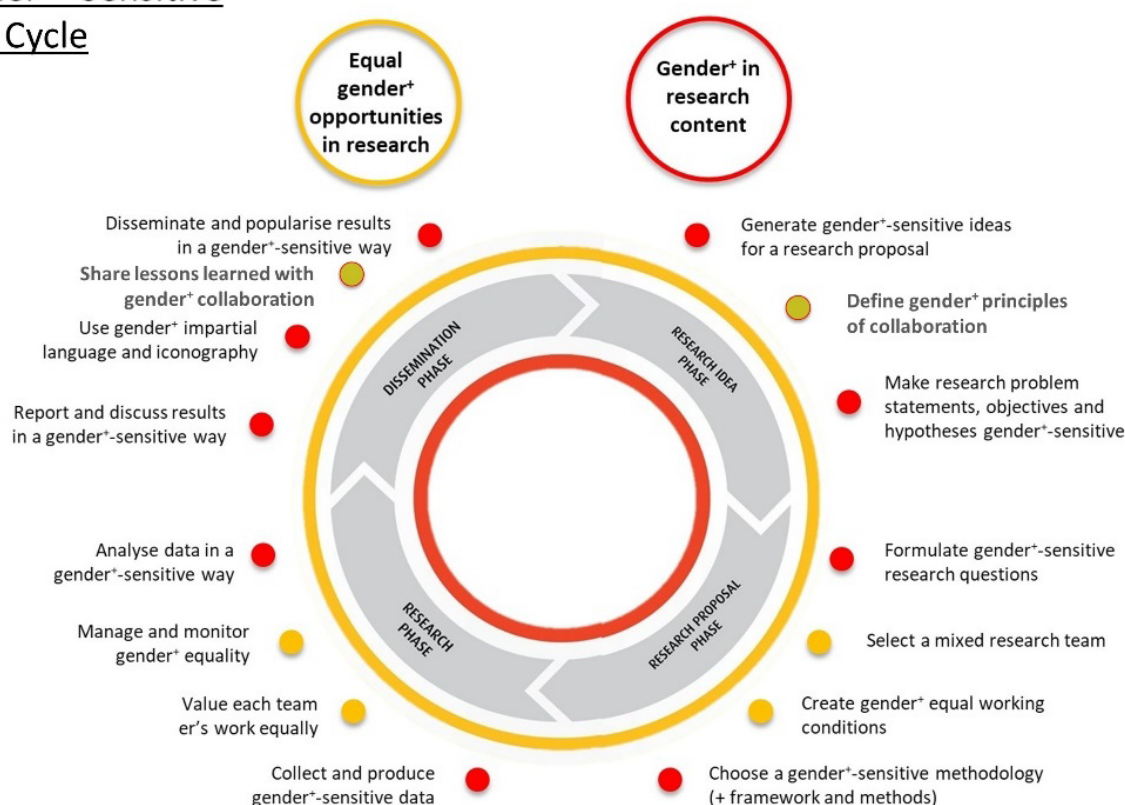 Sensitive
Cycle
Equal
gender⁺
opportunities
in research
Gender⁺ in
research
content
Disseminate and popularise results
in a gender⁺-sensitive way
Share lessons learned with
gender⁺ collaboration
Use gender⁺ impartial
language and iconography
Report and discuss results
in a gender⁺-sensitive way
Analyse data in a
gender⁺-sensitive way
Manage and monitor
gender⁺ equality
Value each team
er’s work equally
Collect and produce
gender⁺-sensitive data
Generate gender⁺-sensitive ideas
for a research proposal
Define gender⁺ principles
of collaboration
Make research problem
statements, objectives and
hypotheses gender⁺-sensitive
Formulate gender⁺-sensitive
research questions
Select a mixed research team
Create gender⁺ equal working
conditions
Choose a gender⁺-sensitive methodology
(+ framework and methods)
DISSEMINATION
PHASE
RESEARCH IDEA
PHASE
RESEARCH PROPOSAL
PHASE
RESEARCH
PHASE